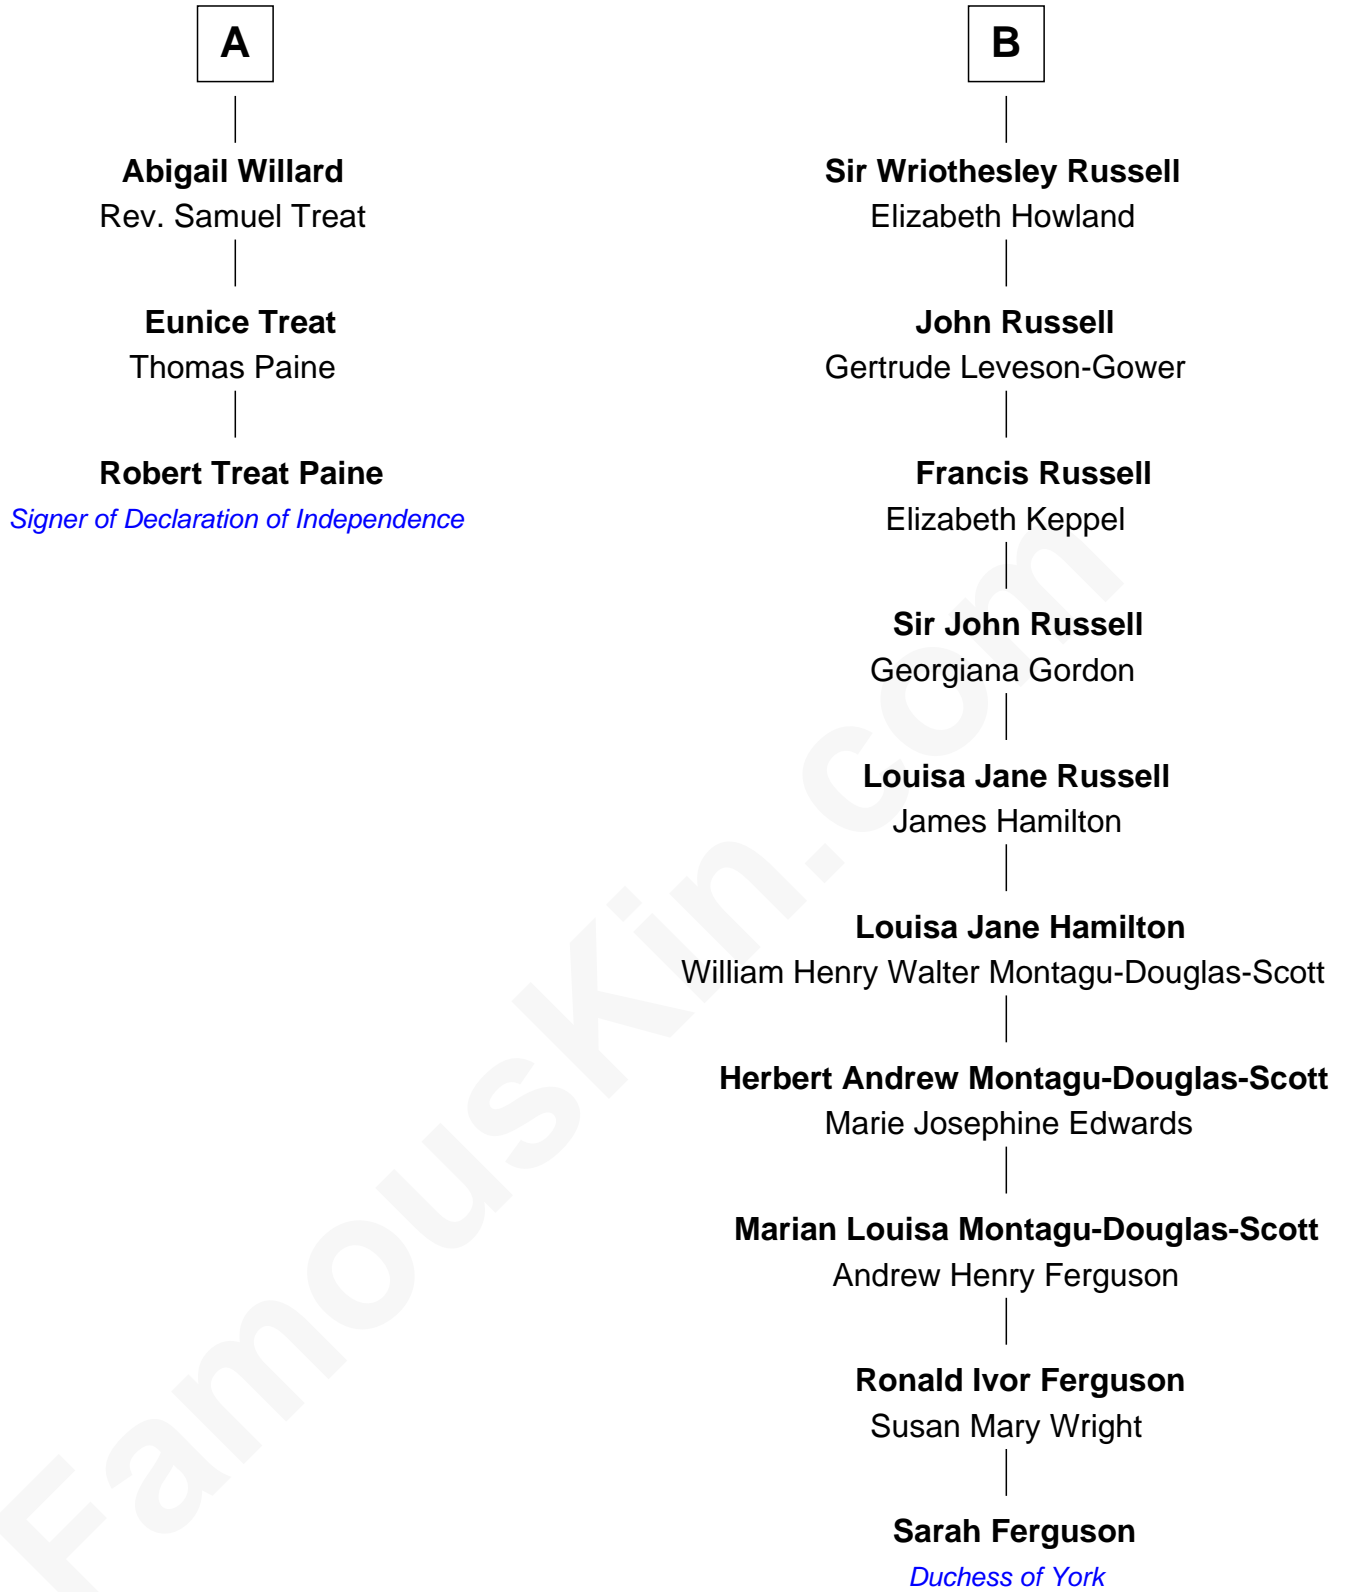 A
Abigail Willard
Rev. Samuel Treat
Eunice Treat
Thomas Paine
Robert Treat Paine
Signer of Declaration of Independence
B
Sir Wriothesley Russell
Elizabeth Howland
John Russell
Gertrude Leveson-Gower
Francis Russell
Elizabeth Keppel
Sir John Russell
Georgiana Gordon
Louisa Jane Russell
James Hamilton
Louisa Jane Hamilton
William Henry Walter Montagu-Douglas-Scott
Herbert Andrew Montagu-Douglas-Scott
Marie Josephine Edwards
Marian Louisa Montagu-Douglas-Scott
Andrew Henry Ferguson
Ronald Ivor Ferguson
Susan Mary Wright
Sarah Ferguson
Duchess of York
FamousKin.com